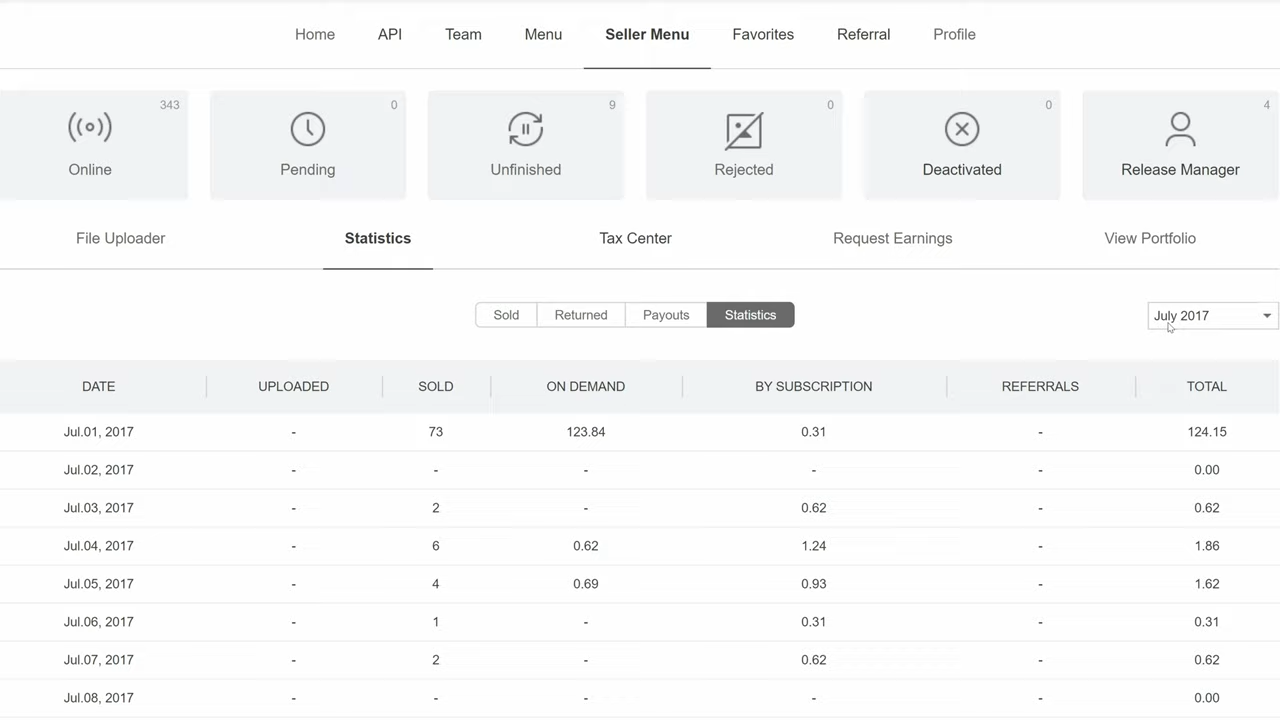 Home API Team Menu Seller Menu Favorites Referral Profile
343 0 9 0 0 4
Online Pending Unfinished Rejected Deactivated Release Manager
File Uploader Statistics Tax Center Request Earnings View Portfolio
Sold Returned Payouts Statistics July 2017
DATE UPLOADED SOLD ON DEMAND BY SUBSCRIPTION REFERRALS TOTAL
Jul.01, 2017 - 73 123.84 0.31 - 124.15
Jul.02, 2017 - - - - - 0.00
Jul.03, 2017 - 2 - 0.62 - 0.62
Jul.04, 2017 - 6 0.62 1.24 - 1.86
Jul.05, 2017 - 4 0.69 0.93 - 1.62
Jul.06, 2017 - 1 - 0.31 - 0.31
Jul.07, 2017 - 2 - 0.62 - 0.62
Jul.08, 2017 - - - - - 0.00